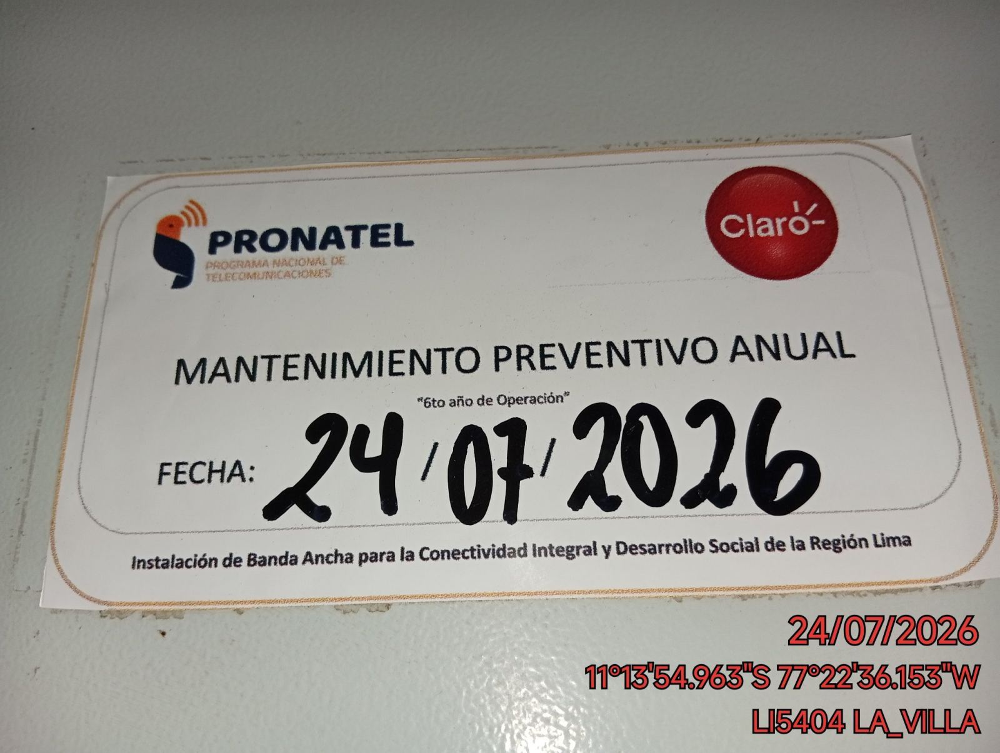 PRONATEL
PROGRAMA NACIONAL DE
TELECOMUNICACIONES
Claro
MANTENIMIENTO PREVENTIVO ANUAL
"6to año de Operación"
FECHA: 24/07/2026
Instalación de Banda Ancha para la Conectividad Integral y Desarrollo Social de la Región Lima
24/07/2026
11°13'54.963"S 77°22'36.153"W
LI5404 LA_VILLA